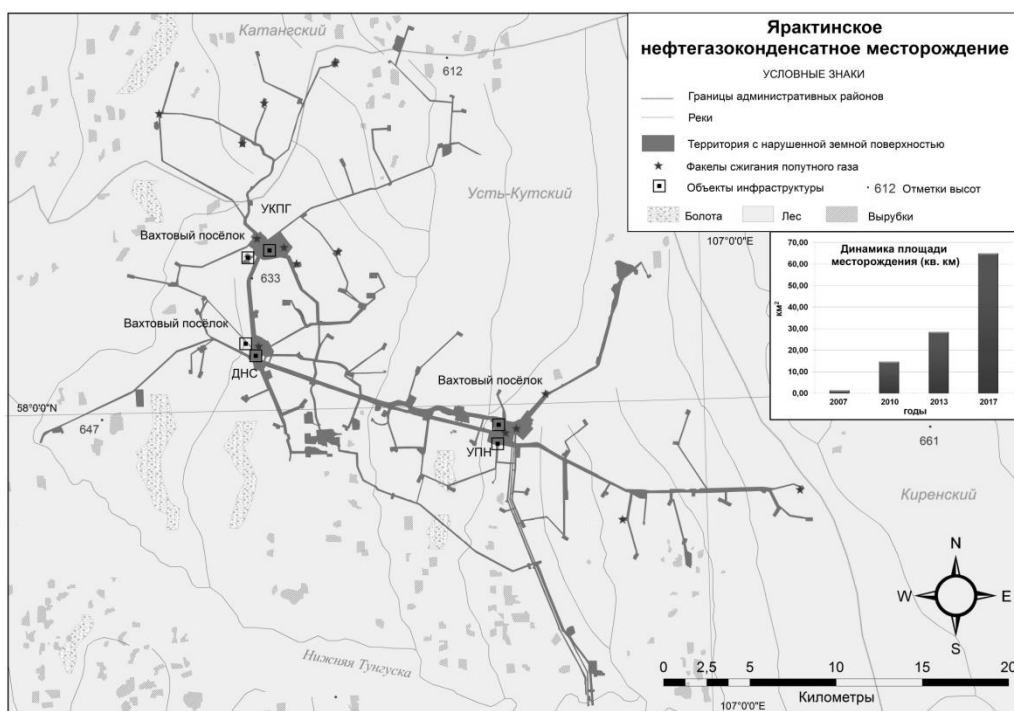 Ярактинское
нефтегазоконденсатное месторождение
УСЛОВНЫЕ ЗНАКИ
Границы административных районов
Реки
Территория с нарушенной земной поверхностью
Факелы сжигания попутного газа
Объекты инфраструктуры
612 Отметки высот
Болота
Лес
Вырубки
Катангский
612
Усть-Кутский
УКПГ
Вахтовый посёлок
633
107°0'0"E
Динамика площади
месторождения (кв. км)
70,00
60,00
50,00
40,00
30,00
20,00
10,00
0,00
км²
2007
2010
2013
2017
годы
Вахтовый посёлок
ДНС
Вахтовый посёлок
58°0'0"N
647
УПН
661
Киренский
N
W
E
S
Нижняя Тунгуска
0
2,5
5
10
15
20
Километры
107°0'0"E